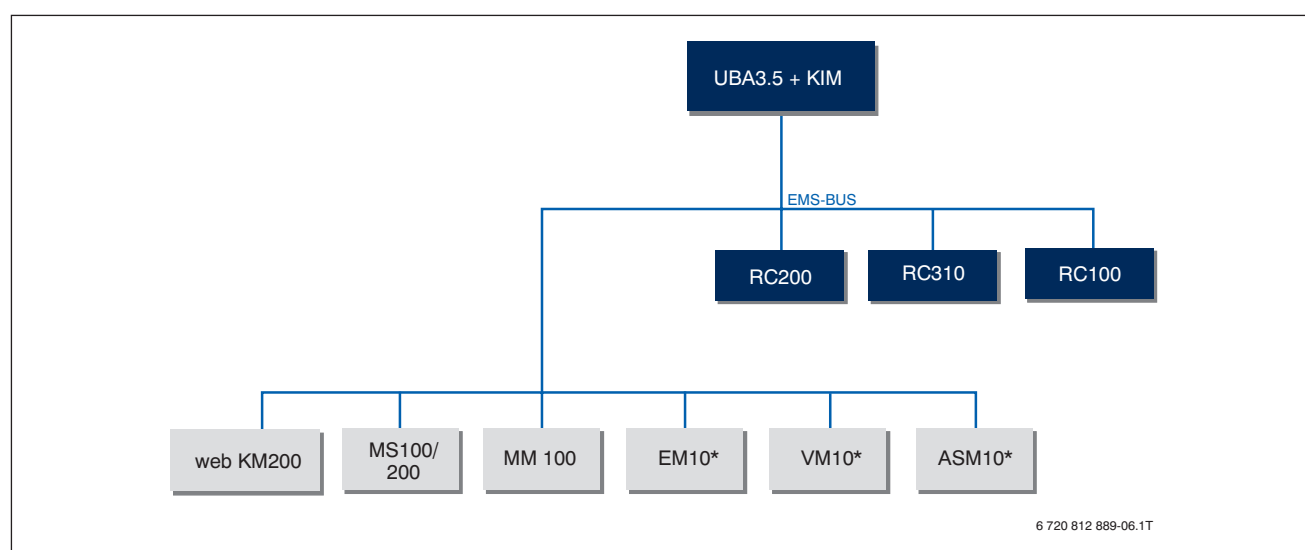 UBA3.5 + KIM
EMS-BUS
RC200
RC310
RC100
web KM200
MS100/
200
MM 100
EM10*
VM10*
ASM10*
6 720 812 889-06.1T